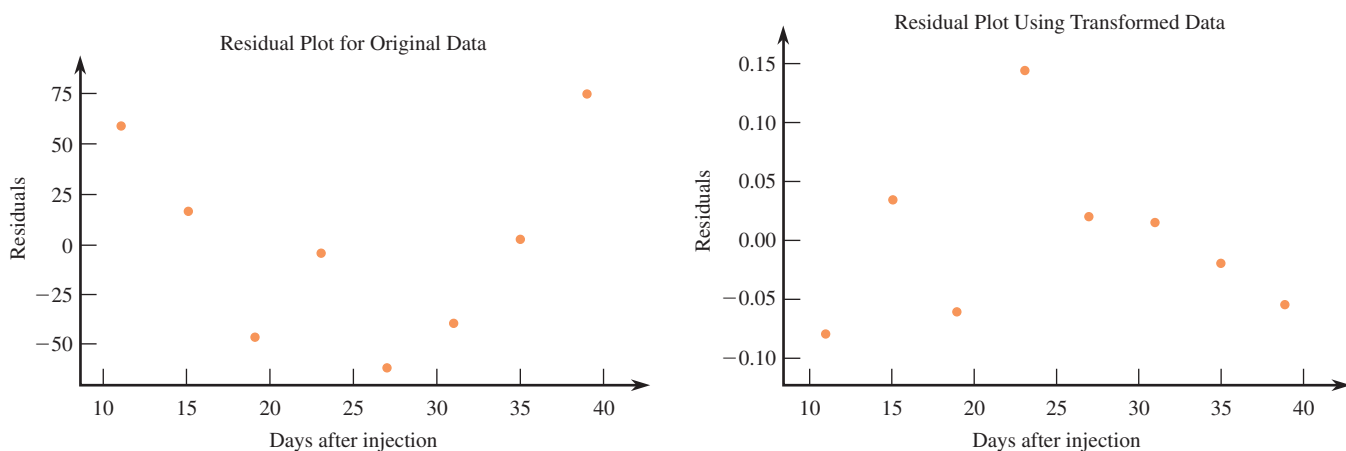 Residual Plot for Original Data
75
50
25
0
−25
−50
Residuals
10 15 20 25 30 35 40
Days after injection
Residual Plot Using Transformed Data
0.15
0.10
0.05
0.00
−0.05
−0.10
Residuals
10 15 20 25 30 35 40
Days after injection